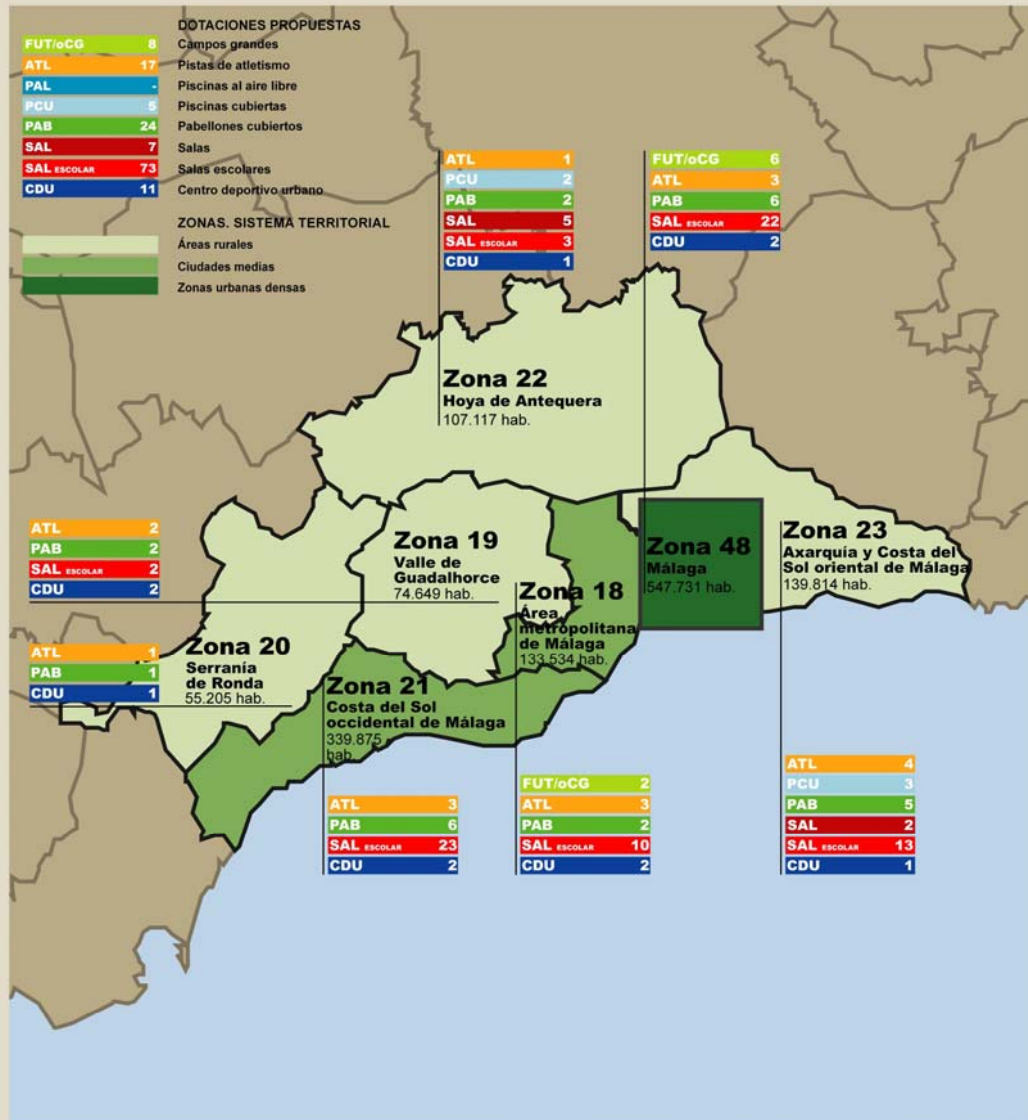 DOTACIONES PROPUESTAS
FUT/oCG 8 Campos grandes
ATL 17 Pistas de atletismo
PAL - Piscinas al aire libre
PCU 5 Piscinas cubiertas
PAB 24 Pabellones cubiertos
SAL 7 Salas
SAL ESCOLAR 73 Salas escolares
CDU 11 Centro deportivo urbano
ZONAS. SISTEMA TERRITORIAL
Áreas rurales
Ciudades medias
Zonas urbanas densas
ATL 1
PCU 2
PAB 2
SAL 5
SAL ESCOLAR 3
CDU 1
FUT/oCG 6
ATL 3
PAB 6
SAL ESCOLAR 22
CDU 2
Zona 22
Hoya de Antequera
107.117 hab.
ATL 2
PAB 2
SAL ESCOLAR 2
CDU 2
Zona 19
Valle de
Guadalhorce
74.649 hab.
Zona 48
Málaga
547.731 hab.
Zona 23
Axarquía y Costa del
Sol oriental de Málaga
139.814 hab.
Zona 18
Área
metropolitana
de Málaga
133.534 hab.
ATL 1
PAB 1
CDU 1
Zona 20
Serranía
de Ronda
55.205 hab.
Zona 21
Costa del Sol
occidental de Málaga
339.875
hab.
ATL 3
PAB 6
SAL ESCOLAR 23
CDU 2
FUT/oCG 2
ATL 3
PAB 2
SAL ESCOLAR 10
CDU 2
ATL 4
PCU 3
PAB 5
SAL 2
SAL ESCOLAR 13
CDU 1